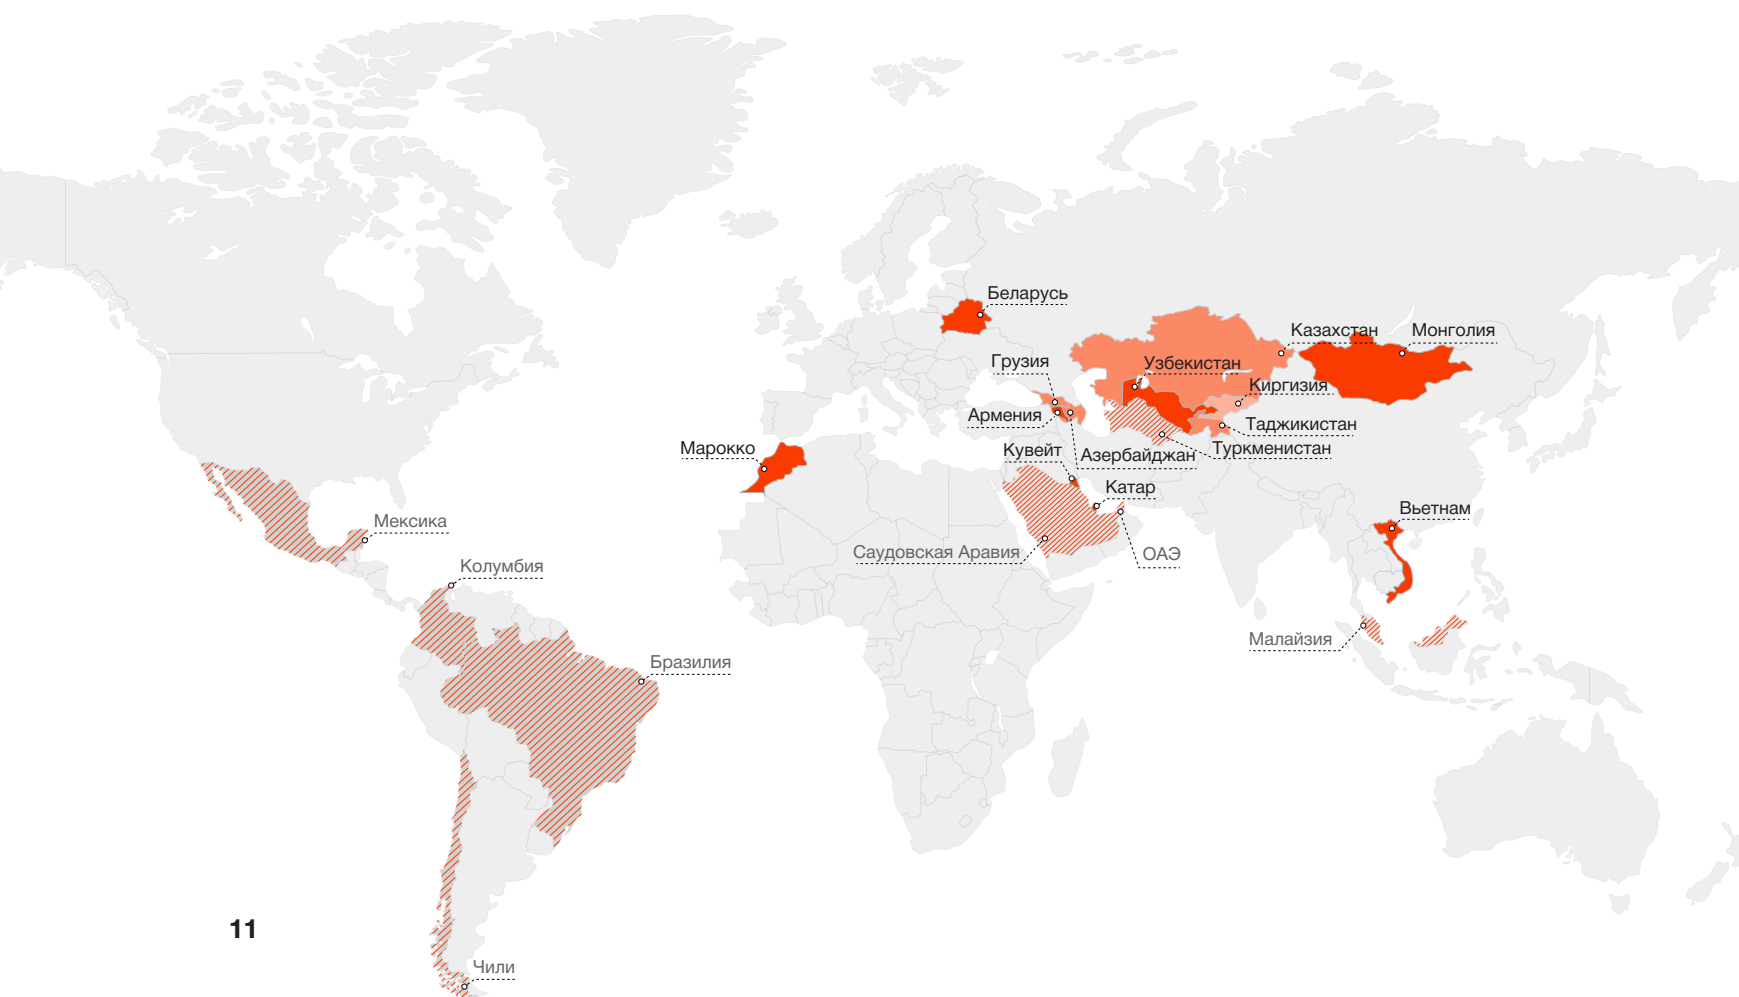 Беларусь
Казахстан
Монголия
Грузия
Узбекистан
Киргизия
Армения
Таджикистан
Марокко
Кувейт
Азербайджан
Туркменистан
Катар
Вьетнам
Мексика
Саудовская Аравия
ОАЭ
Колумбия
Малайзия
Бразилия
11
Чили